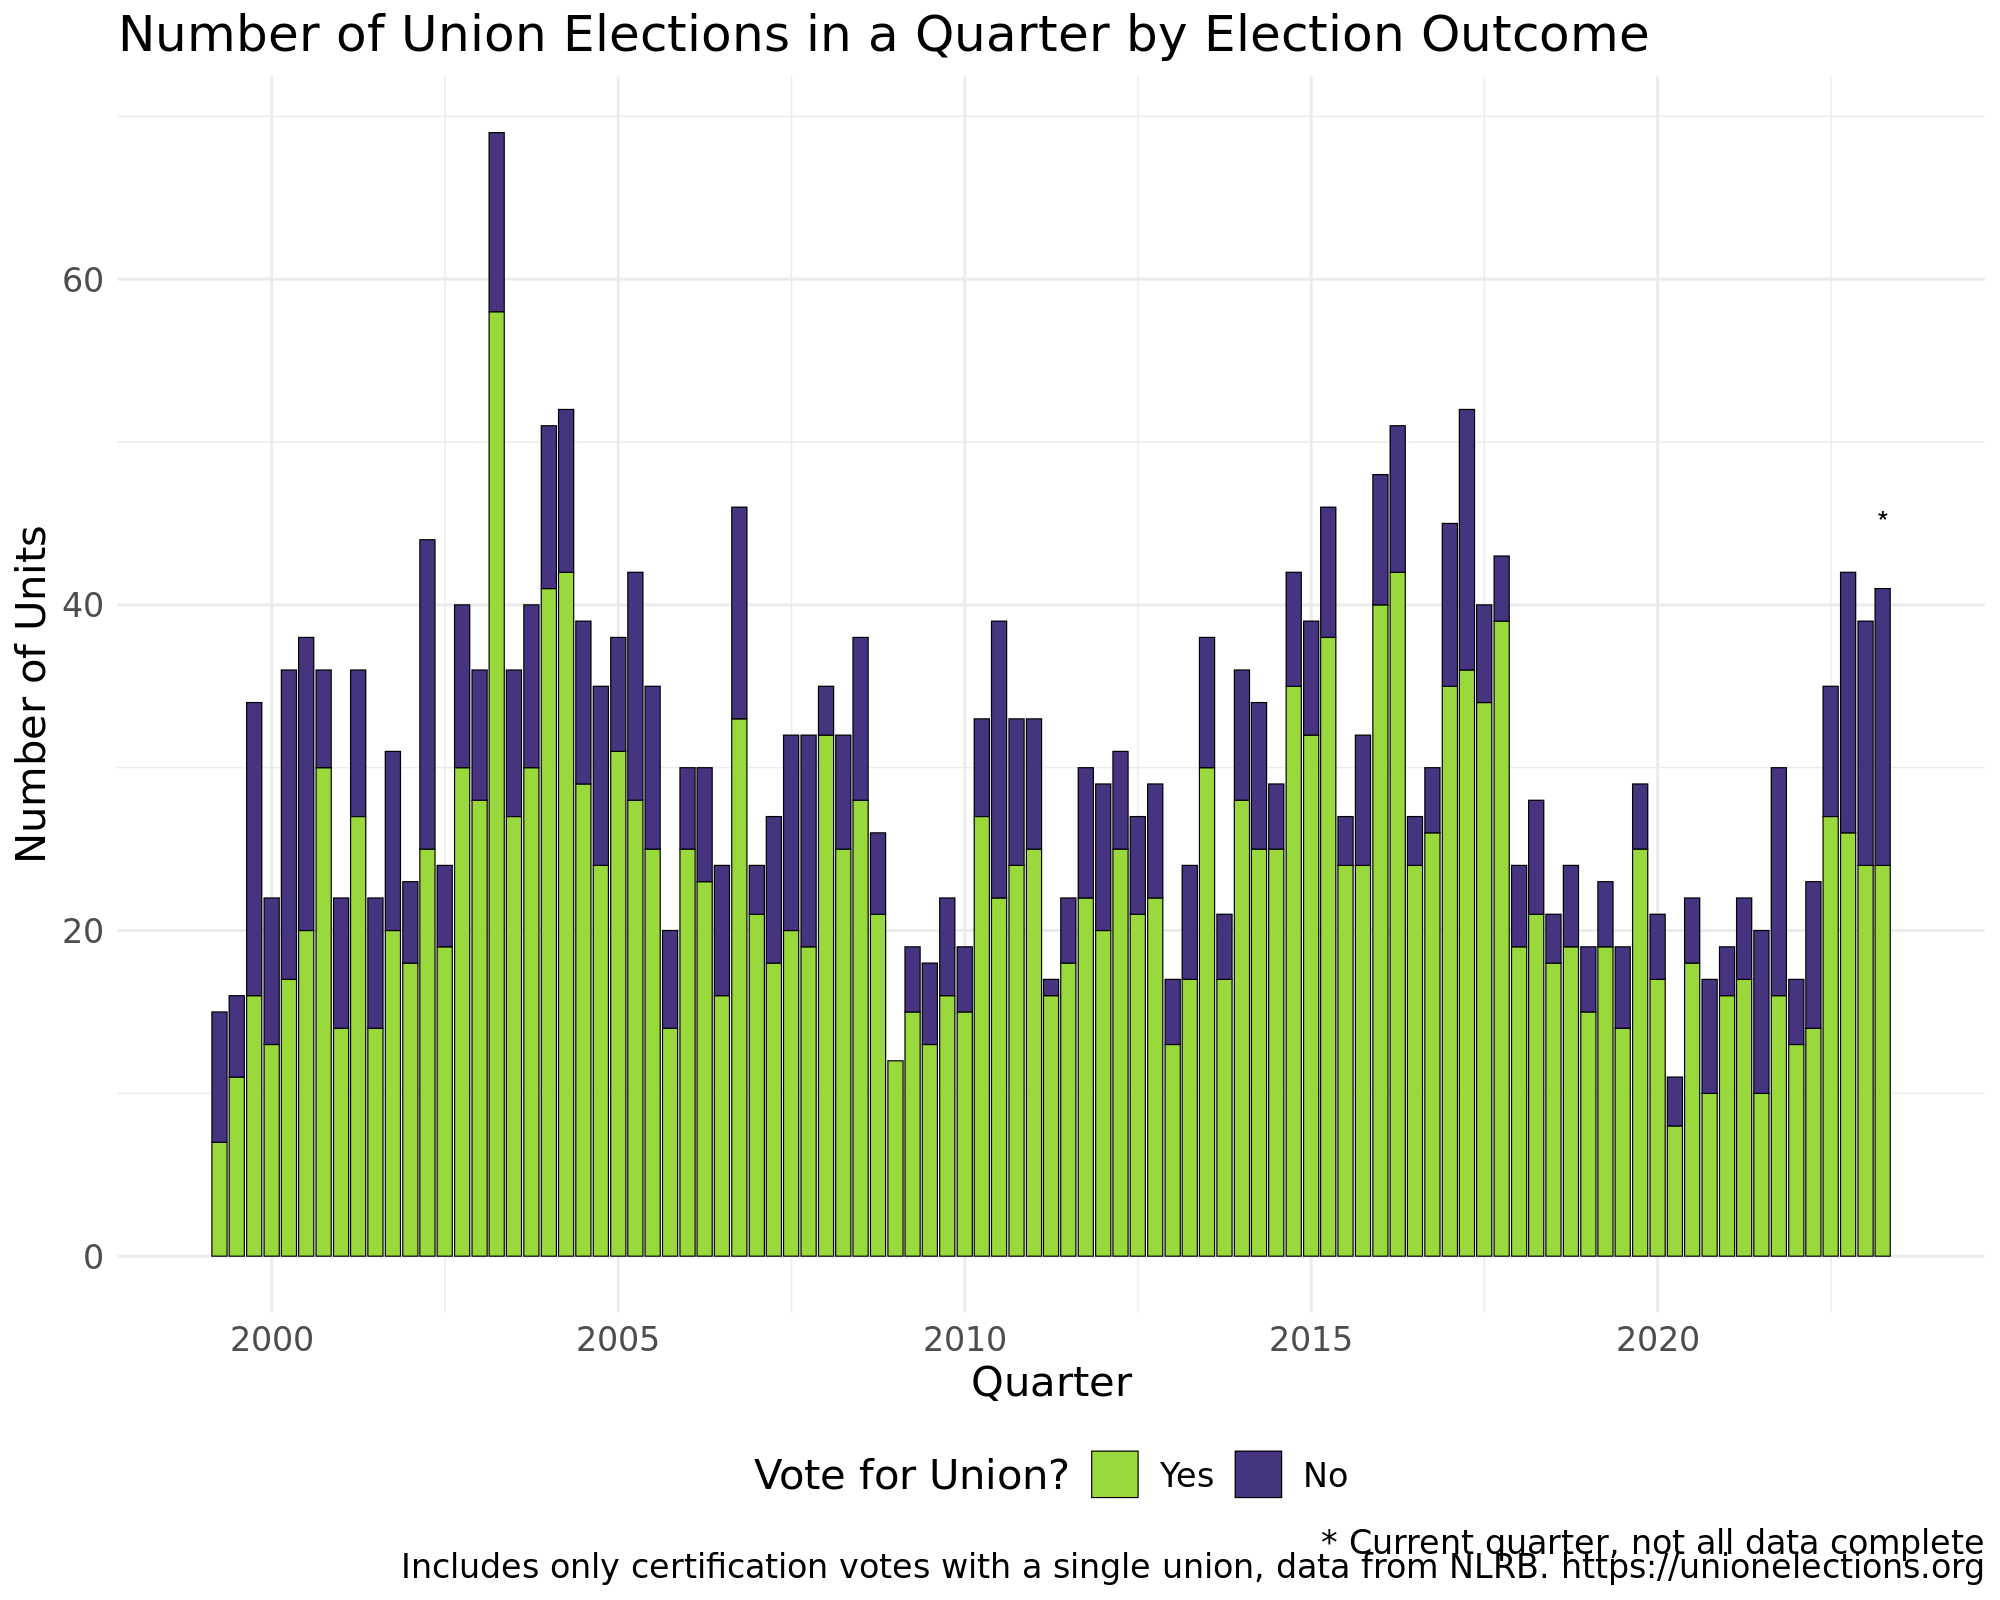 Number of Union Elections in a Quarter by Election Outcome
Number of Units
60
40
20
0
*
2000 2005 2010 2015 2020
Quarter
Vote for Union? Yes No
* Current quarter, not all data complete
Includes only certification votes with a single union, data from NLRB. https://unionelections.org